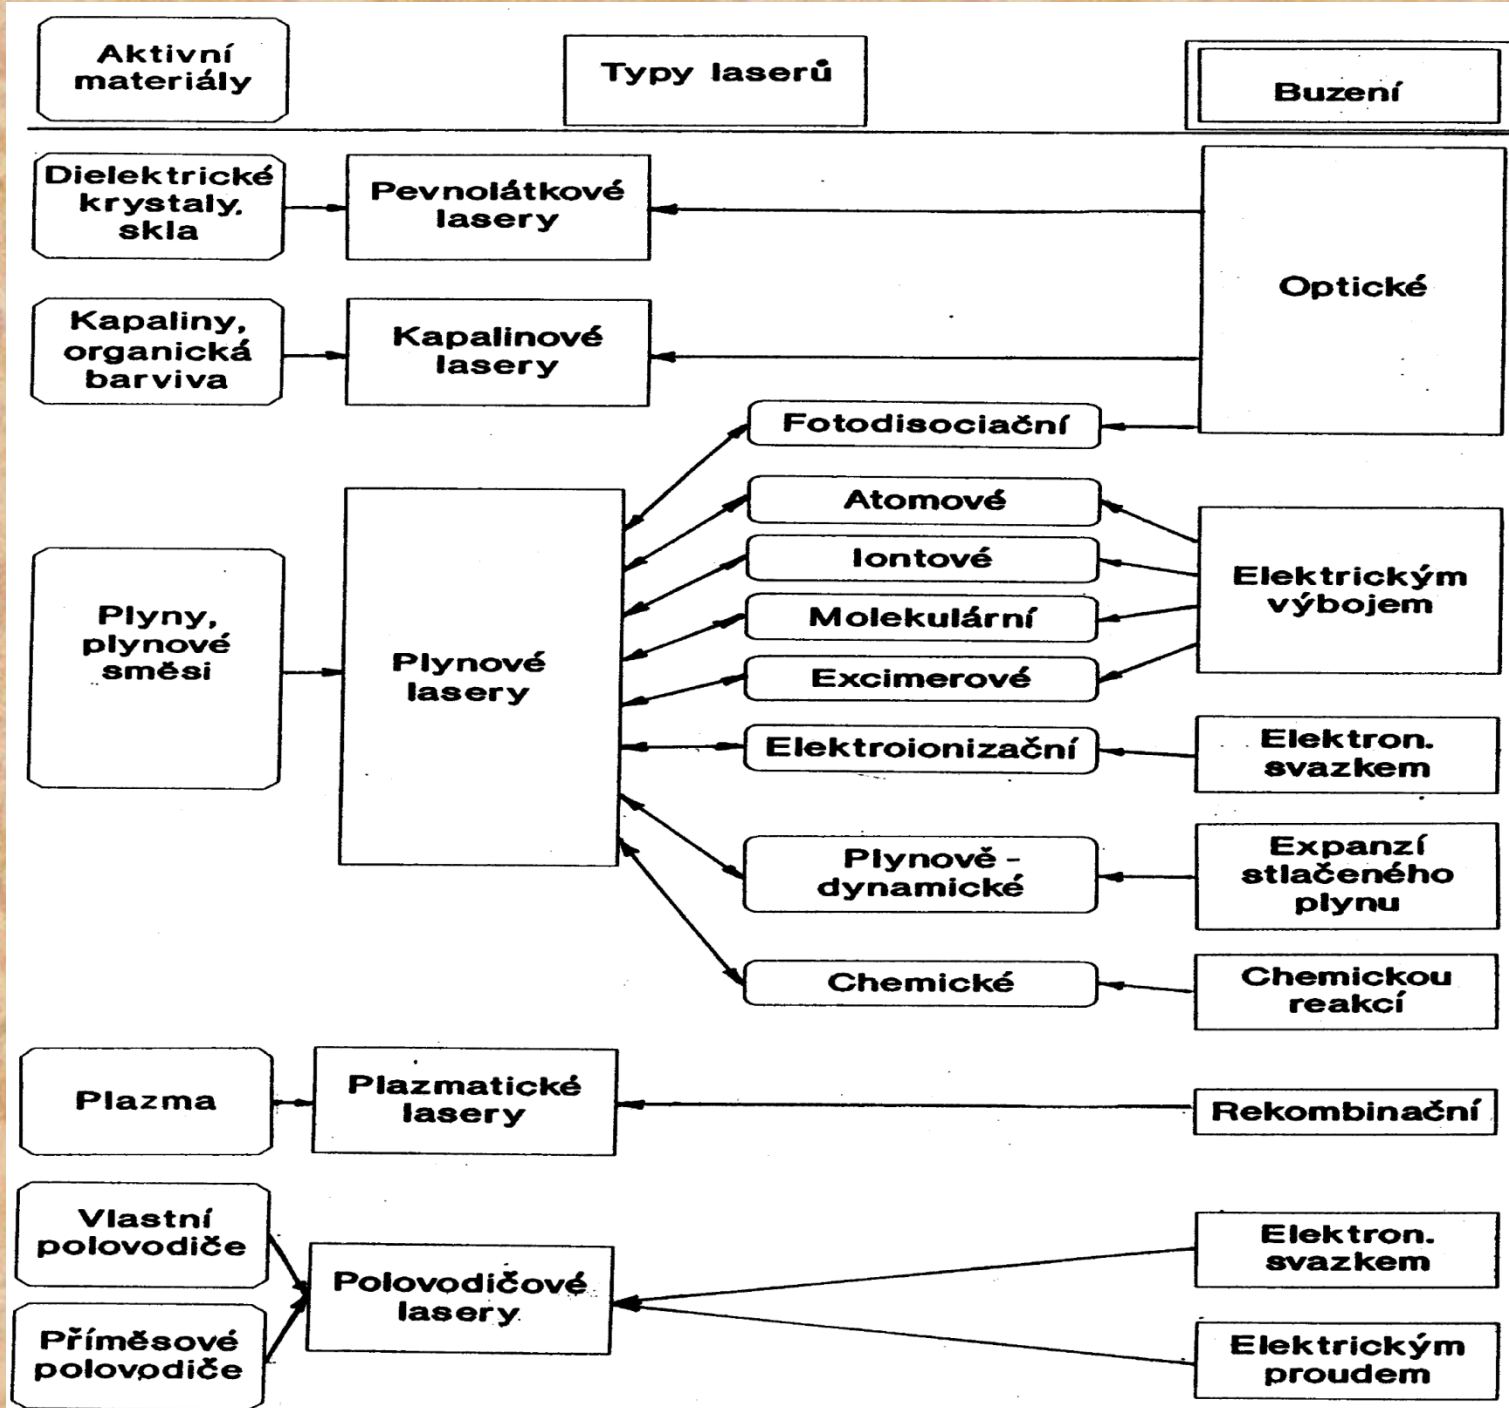 Aktivní
materiály
Typy laserů
Buzení
Dielektrické
krystaly,
skla
Pevnolátkové
lasery
Optické
Kapaliny,
organická
barviva
Kapalinové
lasery
Fotodisociační
Atomové
Iontové
Molekulární
Excimerové
Elektroionizační
Plynově -
dynamické
Chemické
Plyny,
plynové
směsi
Plynové
lasery
Elektrickým
výbojem
Elektron.
svazkem
Expanzí
stlačeného
plynu
Chemickou
reakcí
Plazma
Plazmatické
lasery
Rekombinační
Vlastní
polovodiče
Příměsové
polovodiče
Polovodičové
lasery
Elektron.
svazkem
Elektrickým
proudem